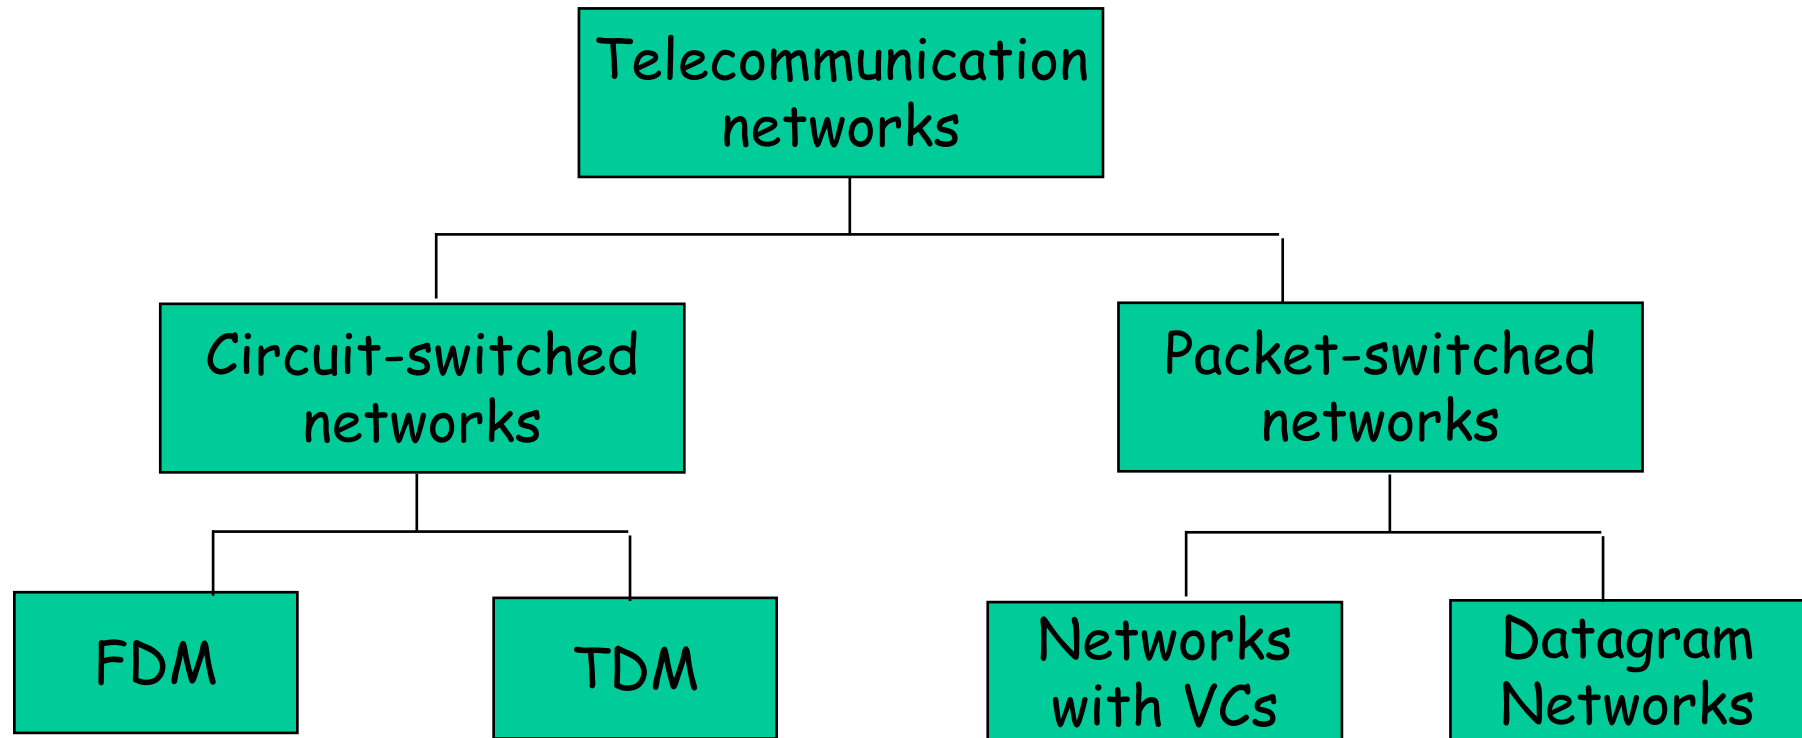 Telecommunication
networks
Circuit-switched
networks
Packet-switched
networks
FDM
TDM
Networks
with VCs
Datagram
Networks